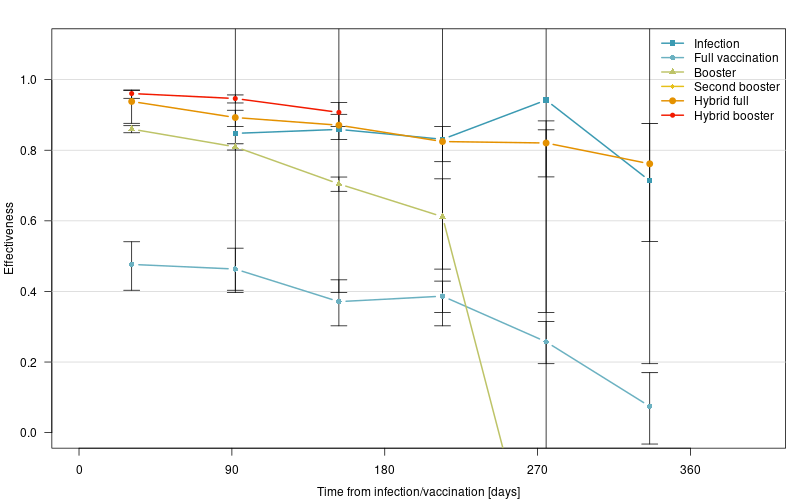 Infection
Full vaccination
Booster
Second booster
Hybrid full
Hybrid booster
1.0
0.8
0.6
0.4
0.2
0.0
Effectiveness
0 90 180 270 360
Time from infection/vaccination [days]